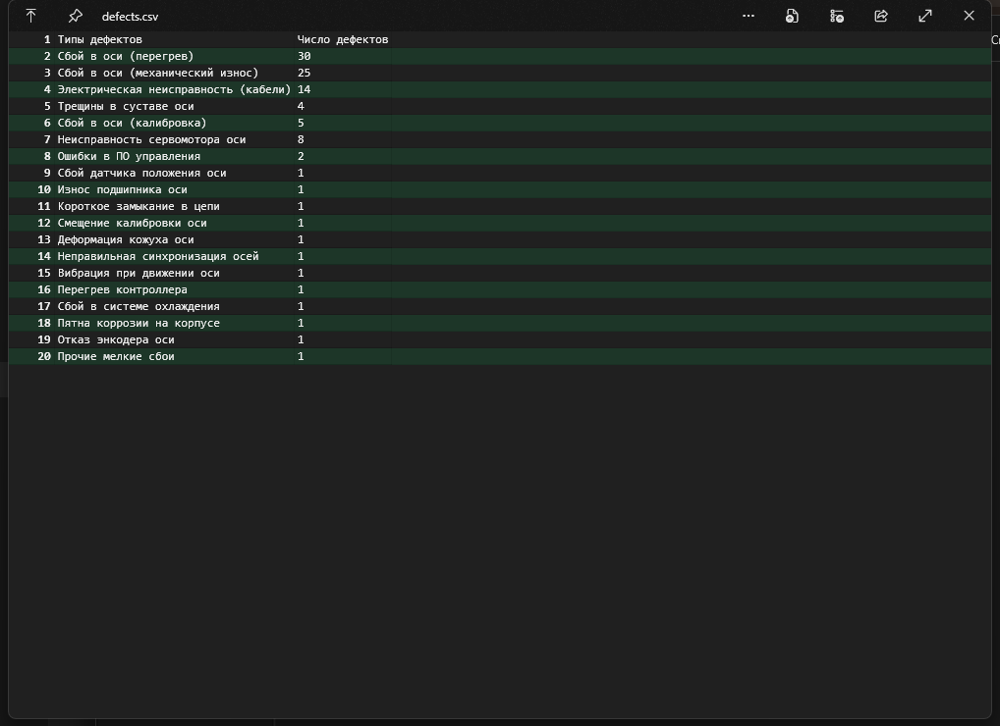 defects.csv
1 Типы дефектов Число дефектов
2 Сбой в оси (перегрев) 30
3 Сбой в оси (механический износ) 25
4 Электрическая неисправность (кабели) 14
5 Трещины в суставе оси 4
6 Сбой в оси (калибровка) 5
7 Неисправность сервомотора оси 8
8 Ошибки в ПО управления 2
9 Сбой датчика положения оси 1
10 Износ подшипника оси 1
11 Короткое замыкание в цепи 1
12 Смещение калибровки оси 1
13 Деформация кожуха оси 1
14 Неправильная синхронизация осей 1
15 Вибрация при движении оси 1
16 Перегрев контроллера 1
17 Сбой в системе охлаждения 1
18 Пятна коррозии на корпусе 1
19 Отказ энкодера оси 1
20 Прочие мелкие сбои 1